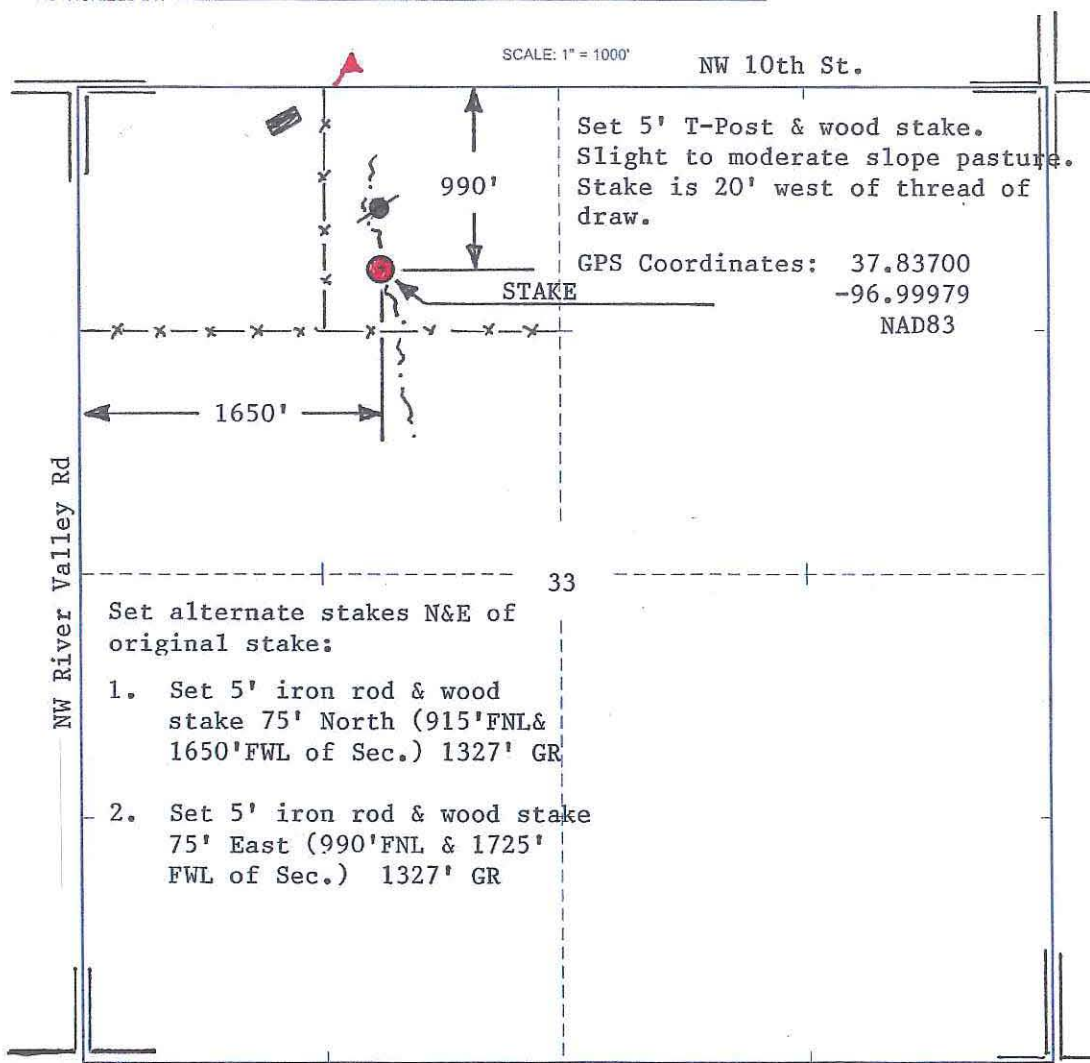 SCALE: 1" = 1000'
NW 10th St.
Set 5' T-Post & wood stake.
Slight to moderate slope pasture.
Stake is 20' west of thread of
draw.
990'
GPS Coordinates: 37.83700
-96.99979
NAD83
STAKE
1650'
NW River Valley Rd
33
Set alternate stakes N&E of
original stake:
1. Set 5' iron rod & wood
stake 75' North (915'FNL&
1650'FWL of Sec.) 1327' GR
2. Set 5' iron rod & wood stake
75' East (990'FNL & 1725'
FWL of Sec.) 1327' GR